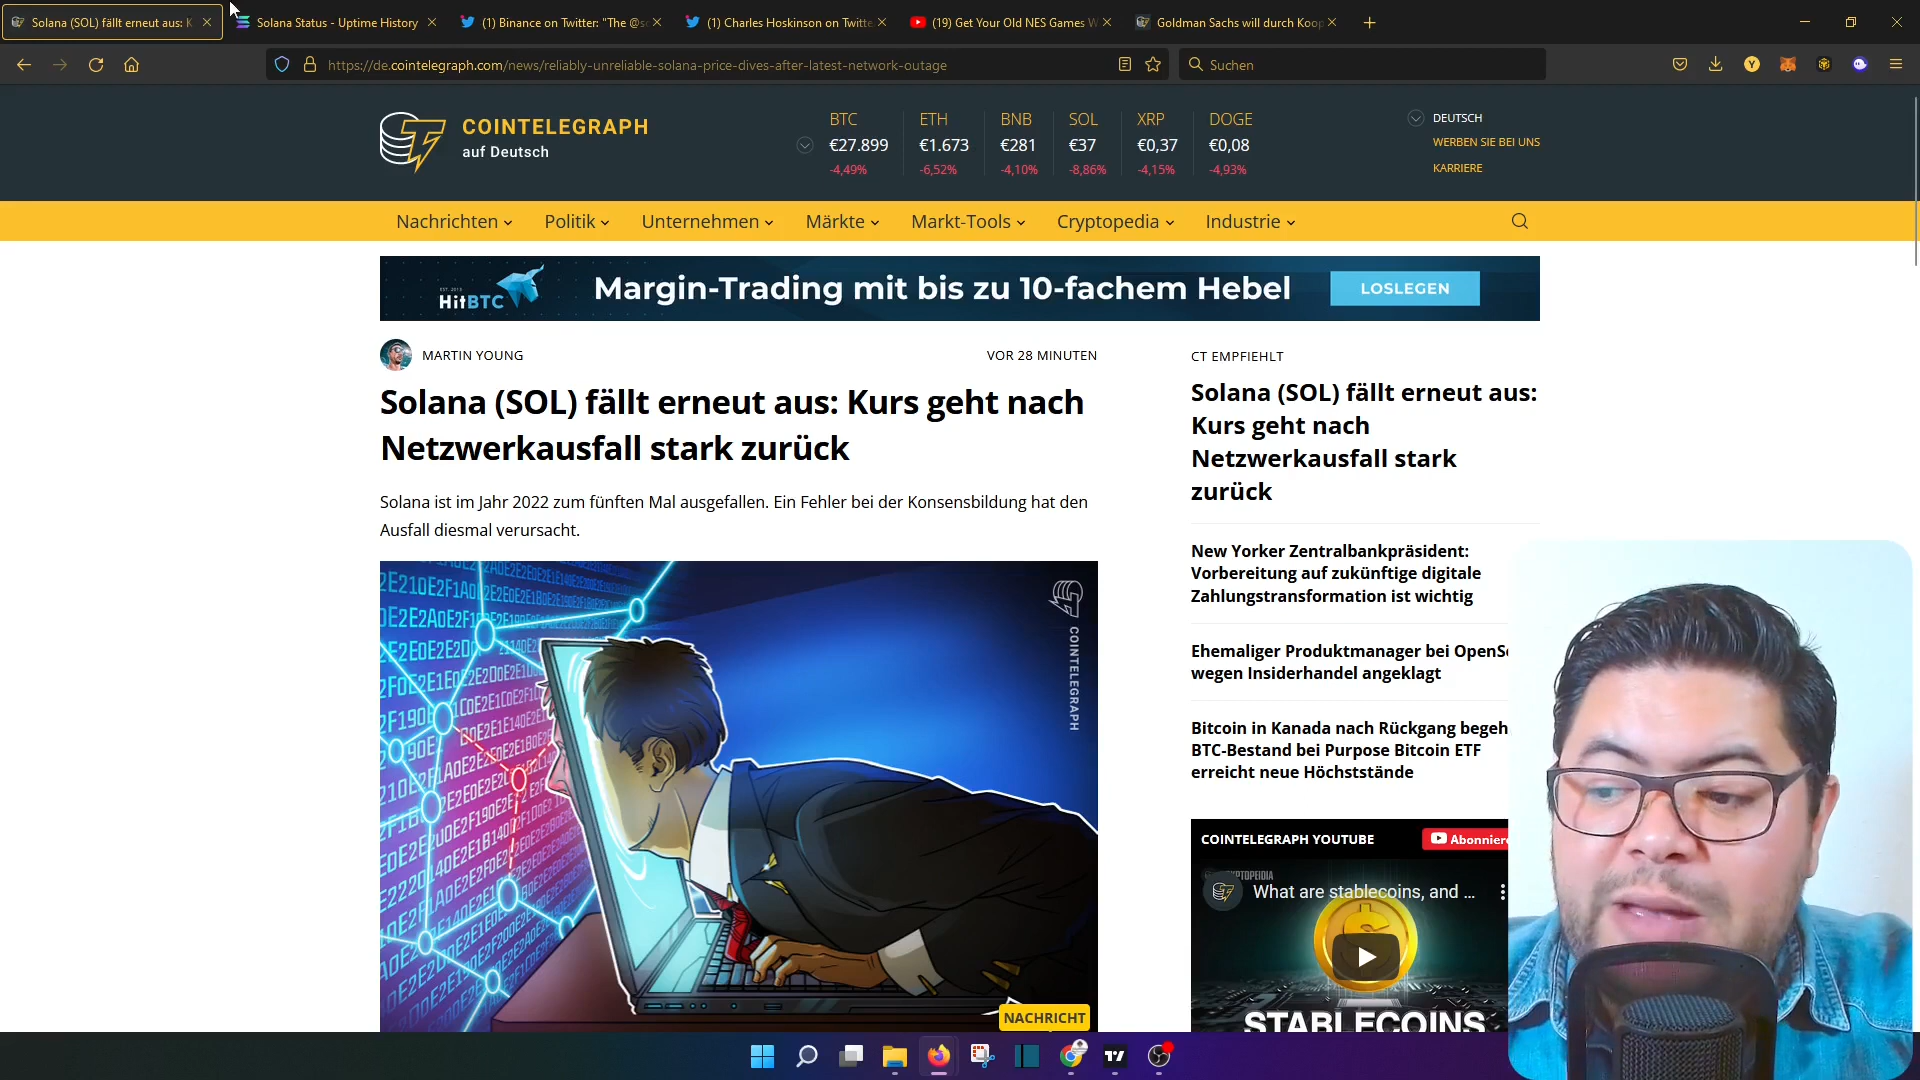 Solana (SOL) fällt erneut aus: K
Solana Status - Uptime History
(1) Binance on Twitter: "The @s
(1) Charles Hoskinson on Twitte
(19) Get Your Old NES Games W
Goldman Sachs will durch Koop
https://de.cointelegraph.com/news/reliably-unreliable-solana-price-dives-after-latest-network-outage
Suchen
COINTELEGRAPH
auf Deutsch
BTC ETH BNB SOL XRP DOGE
€27.899 €1.673 €281 €37 €0,37 €0,08
-4,49% -6,52% -4,10% -8,86% -4,15% -4,93%
DEUTSCH
WERBEN SIE BEI UNS
KARRIERE
Nachrichten Politik Unternehmen Märkte Markt-Tools Cryptopedia Industrie
EST. 2013
HitBTC
Margin-Trading mit bis zu 10-fachem Hebel
LOSLEGEN
MARTIN YOUNG
VOR 28 MINUTEN
Solana (SOL) fällt erneut aus: Kurs geht nach
Netzwerkausfall stark zurück
Solana ist im Jahr 2022 zum fünften Mal ausgefallen. Ein Fehler bei der Konsensbildung hat den
Ausfall diesmal verursacht.
COINTELEGRAPH
NACHRICHT
CT EMPFIEHLT
Solana (SOL) fällt erneut aus:
Kurs geht nach
Netzwerkausfall stark
zurück
New Yorker Zentralbankpräsident:
Vorbereitung auf zukünftige digitale
Zahlungstransformation ist wichtig
Ehemaliger Produktmanager bei OpenSe
wegen Insiderhandel angeklagt
Bitcoin in Kanada nach Rückgang begeh
BTC-Bestand bei Purpose Bitcoin ETF
erreicht neue Höchststände
COINTELEGRAPH YOUTUBE
Abonniere
What are stablecoins, and ...
STABLECOINS